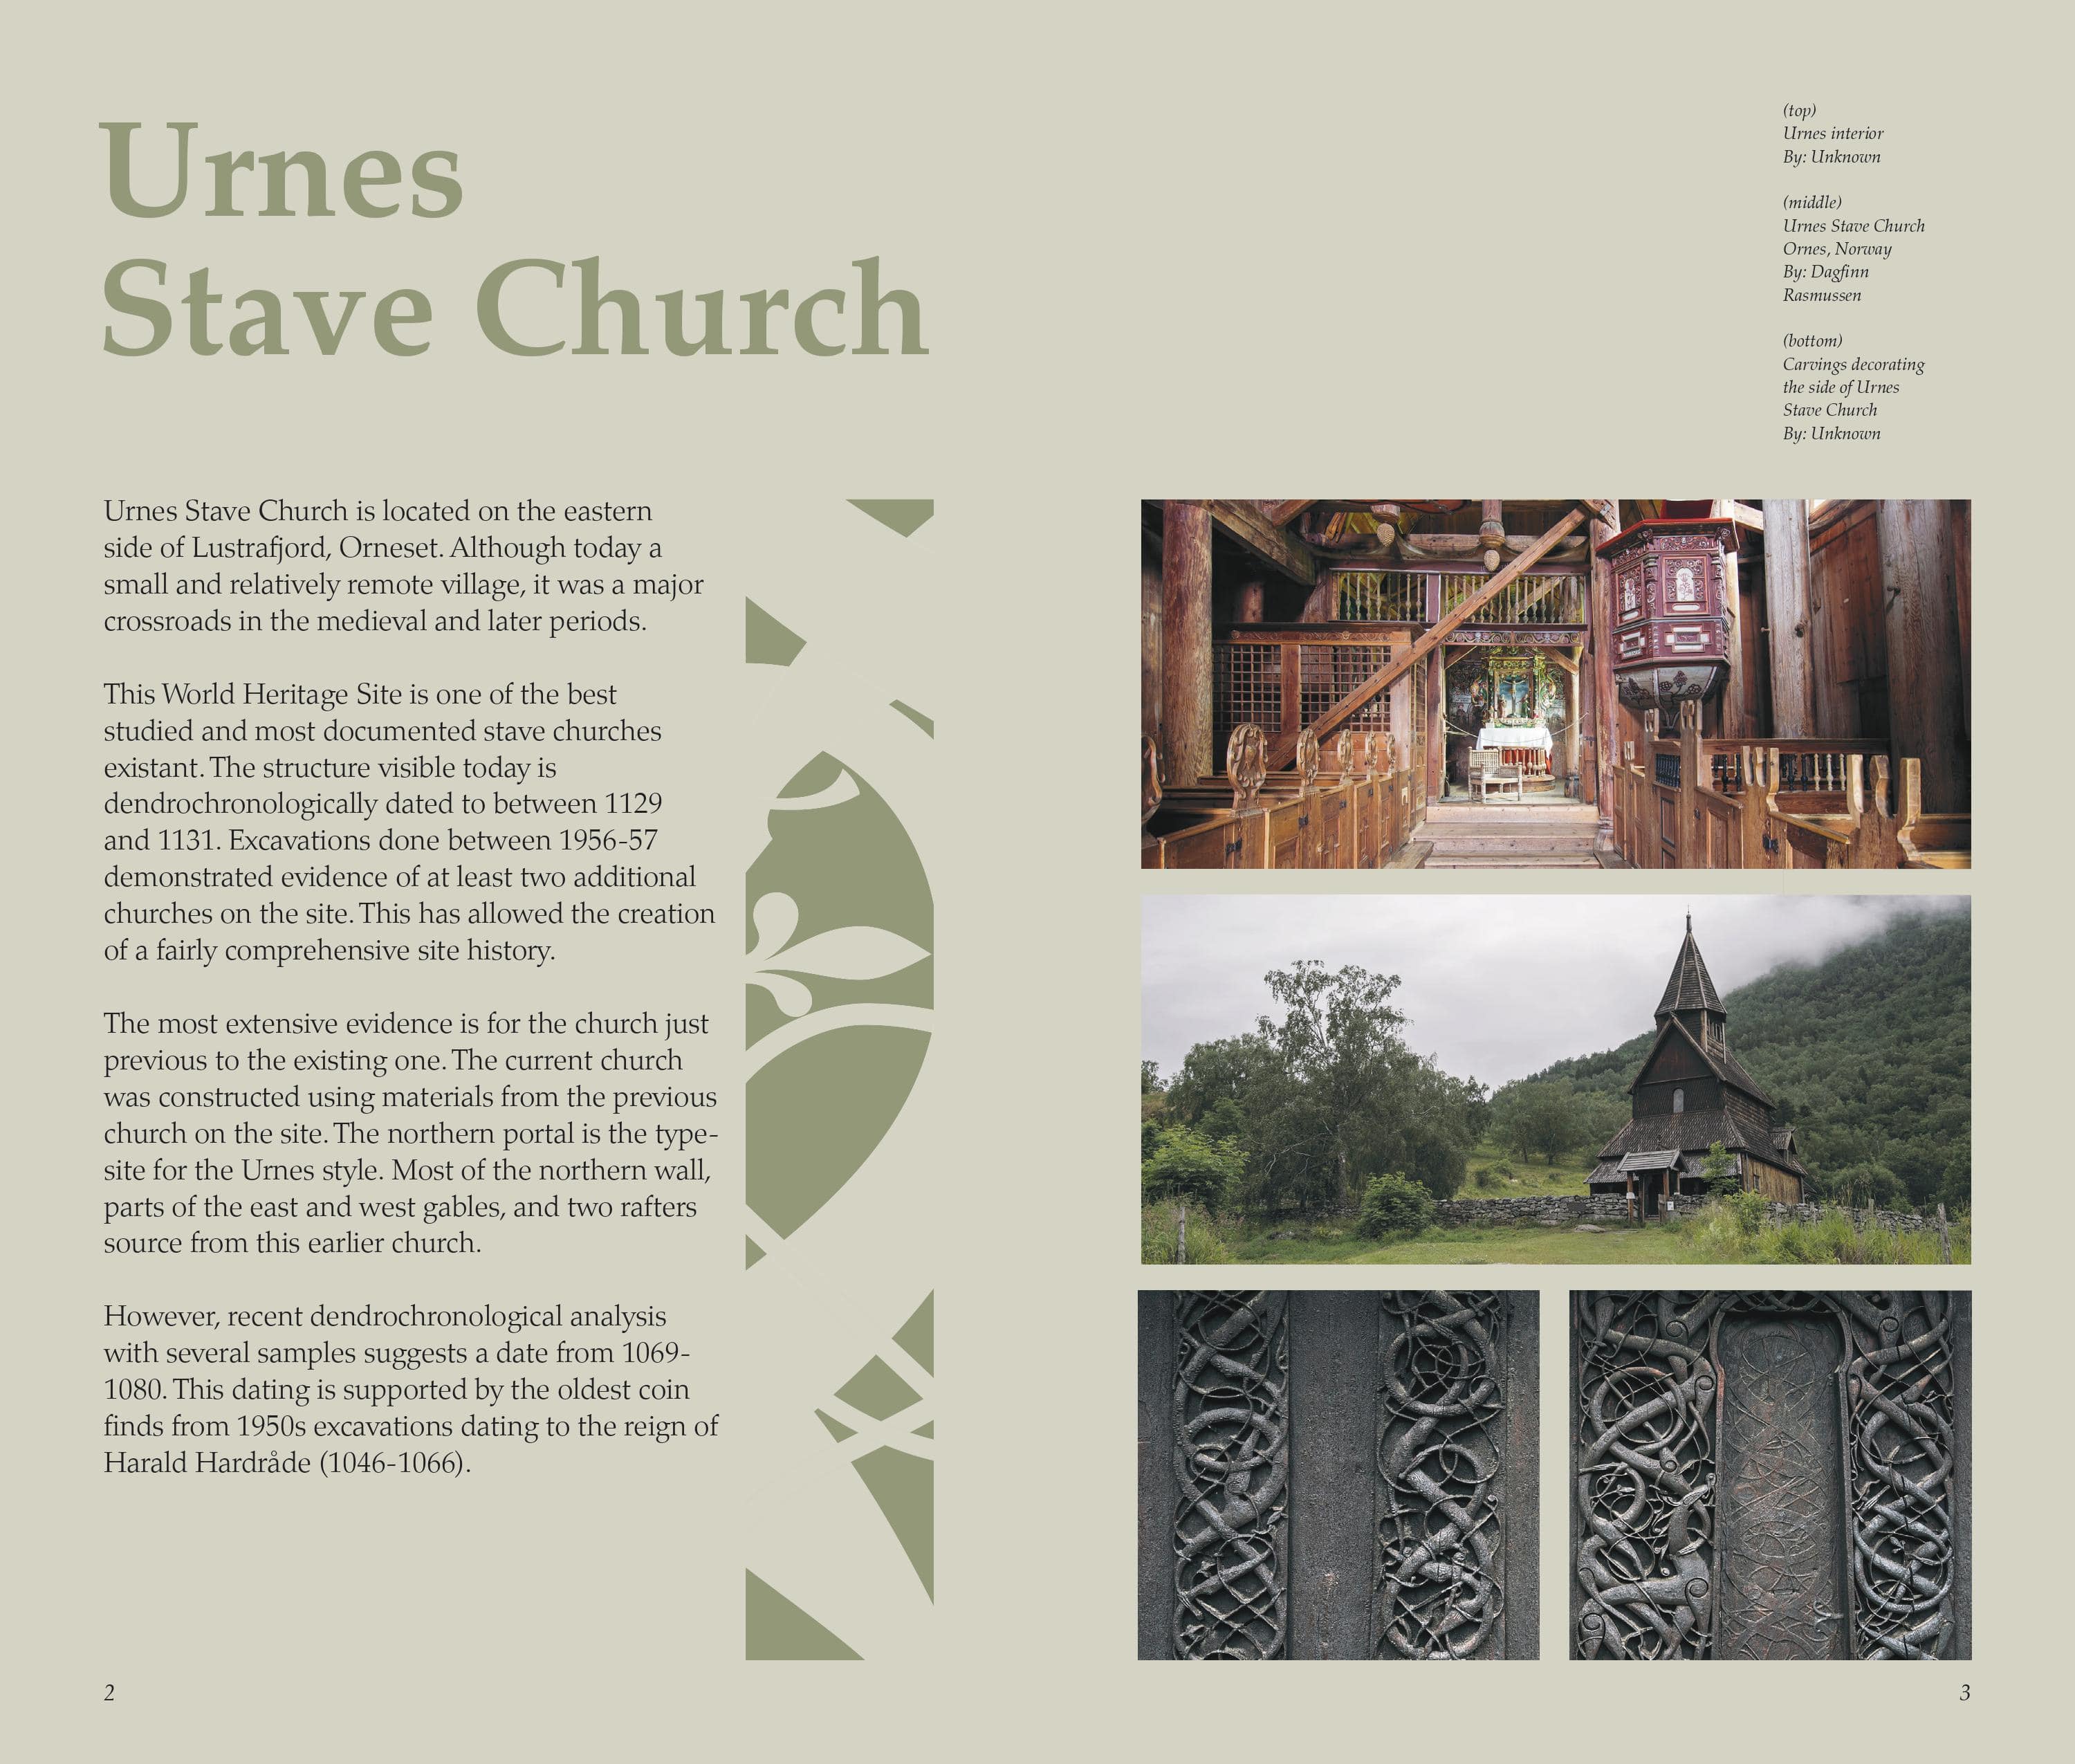 Urnes
Stave Church
(top)
Urnes interior
By: Unknown
(middle)
Urnes Stave Church
Ornes, Norway
By: Dagfinn
Rasmussen
(bottom)
Carvings decorating
the side of Urnes
Stave Church
By: Unknown
Urnes Stave Church is located on the eastern
side of Lustrafjord, Orneset. Although today a
small and relatively remote village, it was a major
crossroads in the medieval and later periods.
This World Heritage Site is one of the best
studied and most documented stave churches
existant. The structure visible today is
dendrochronologically dated to between 1129
and 1131. Excavations done between 1956-57
demonstrated evidence of at least two additional
churches on the site. This has allowed the creation
of a fairly comprehensive site history.
The most extensive evidence is for the church just
previous to the existing one. The current church
was constructed using materials from the previous
church on the site. The northern portal is the type-
site for the Urnes style. Most of the northern wall,
parts of the east and west gables, and two rafters
source from this earlier church.
However, recent dendrochronological analysis
with several samples suggests a date from 1069-
1080. This dating is supported by the oldest coin
finds from 1950s excavations dating to the reign of
Harald Hardråde (1046-1066).
2
3